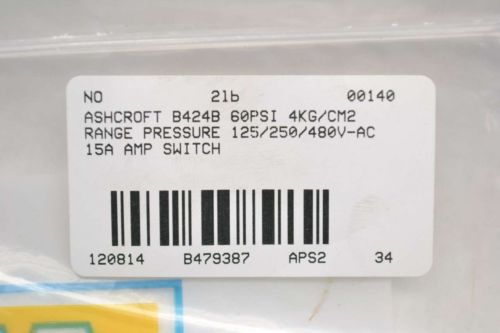 NO 2lb 00140
ASHCROFT B424B 60PSI 4KG/CM2
RANGE PRESSURE 125/250/480V-AC
15A AMP SWITCH
120814 B479387 APS2 34